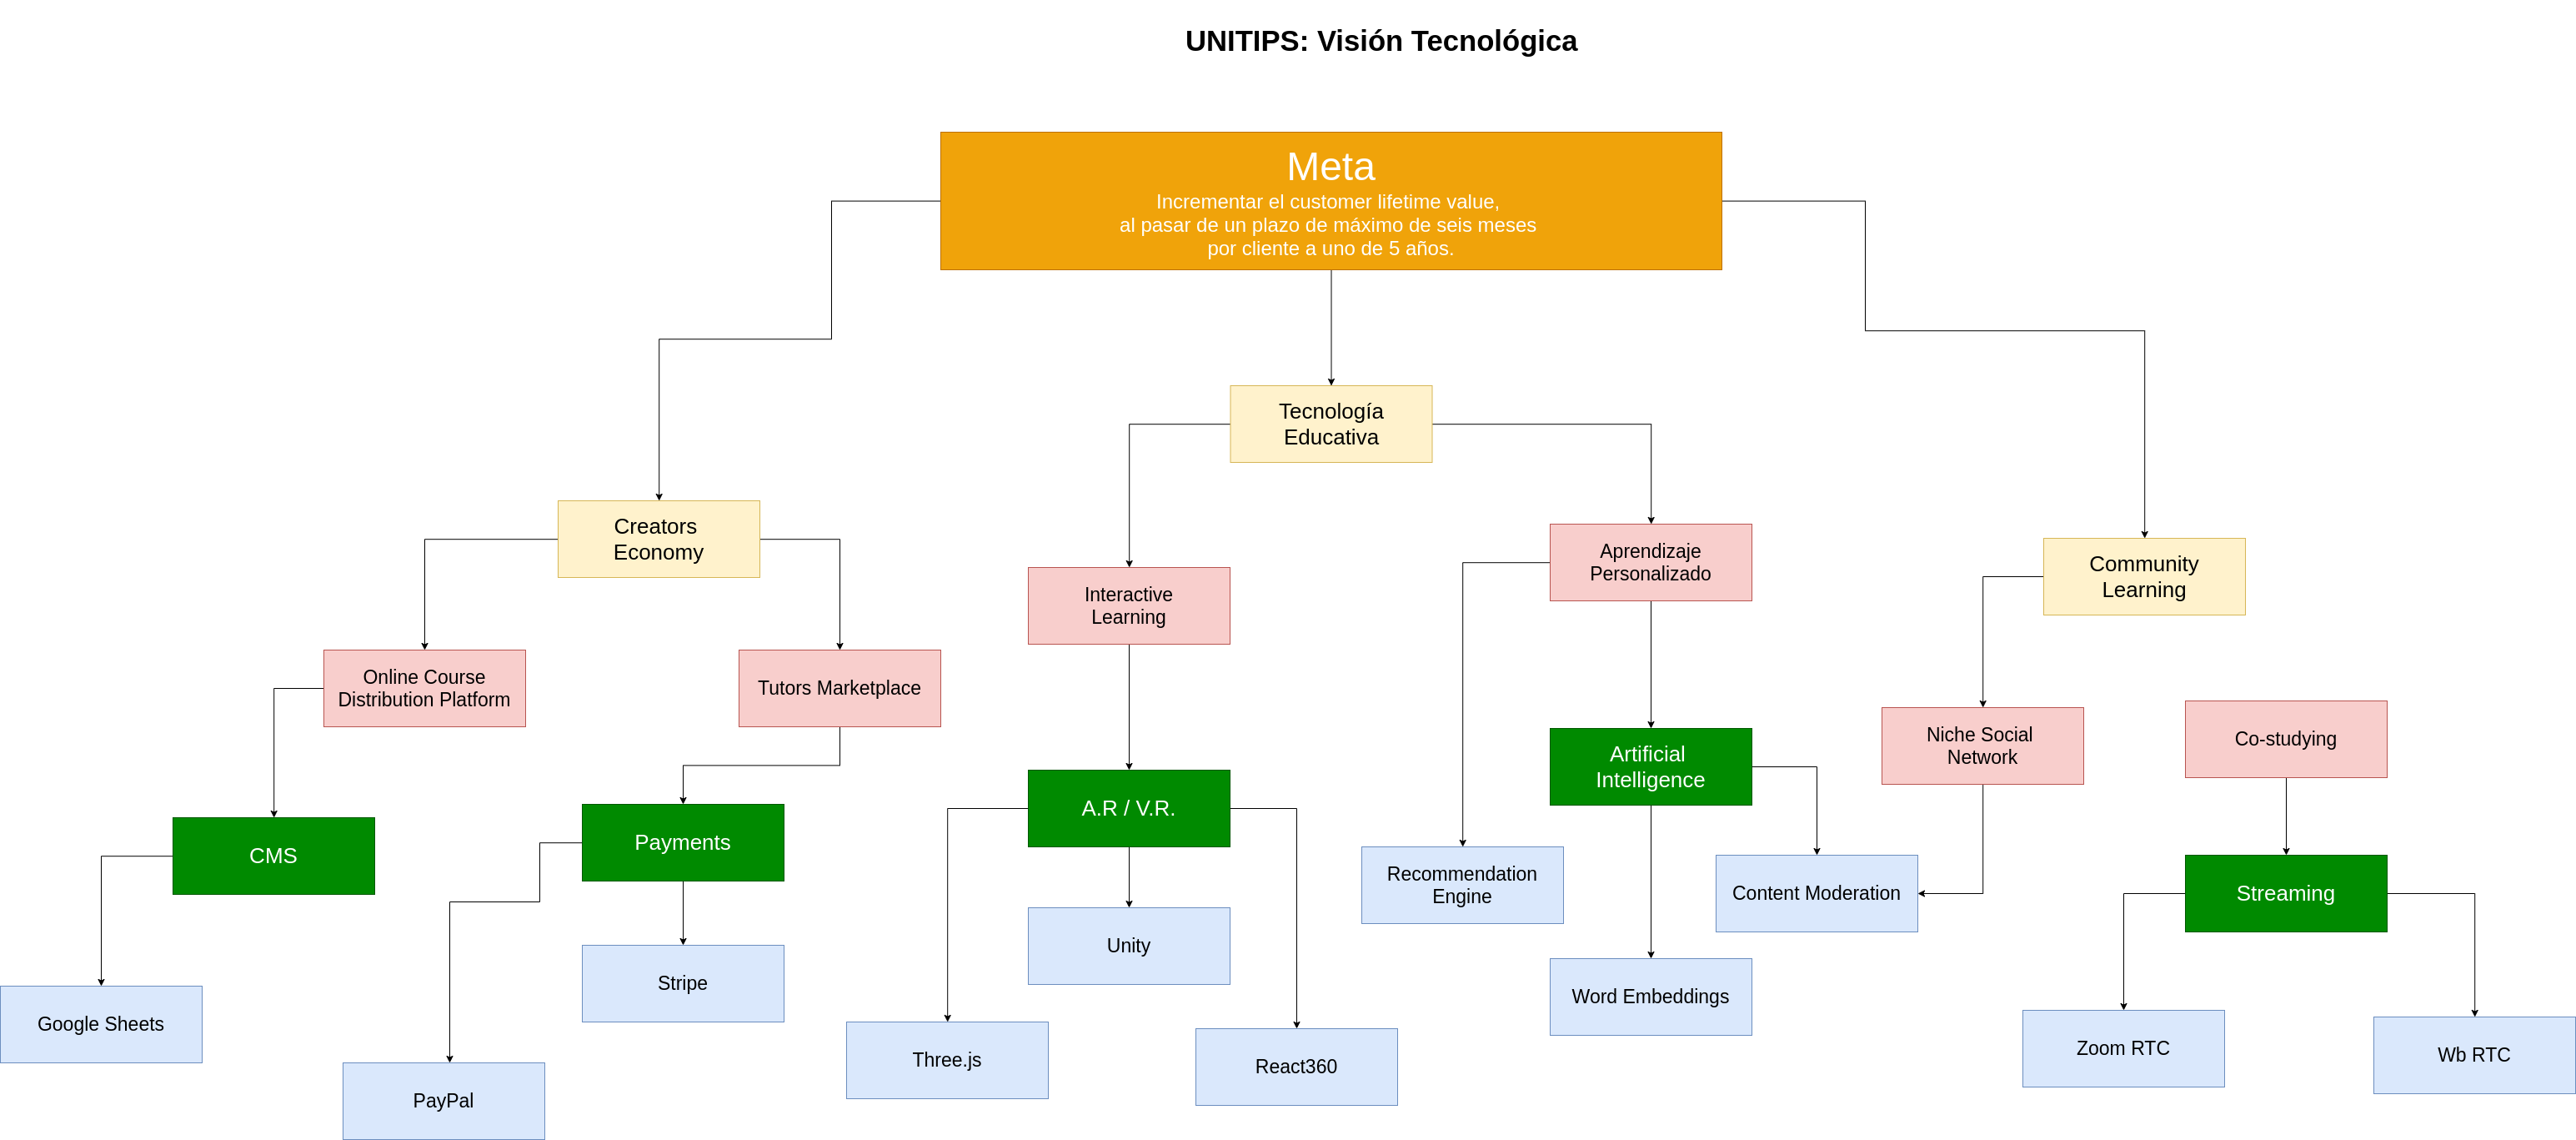 UNITIPS: Visión Tecnológica
Meta
Incrementar el customer lifetime value,
al pasar de un plazo de máximo de seis meses
por cliente a uno de 5 años.
Tecnología
Educativa
Creators
Economy
Aprendizaje
Personalizado
Community
Learning
Interactive
Learning
Online Course
Distribution Platform
Tutors Marketplace
Niche Social
Network
Co-studying
Artificial
Intelligence
A.R / V.R.
Payments
CMS
Recommendation
Engine
Content Moderation
Streaming
Unity
Stripe
Word Embeddings
Google Sheets
Three.js
React360
Zoom RTC
Wb RTC
PayPal